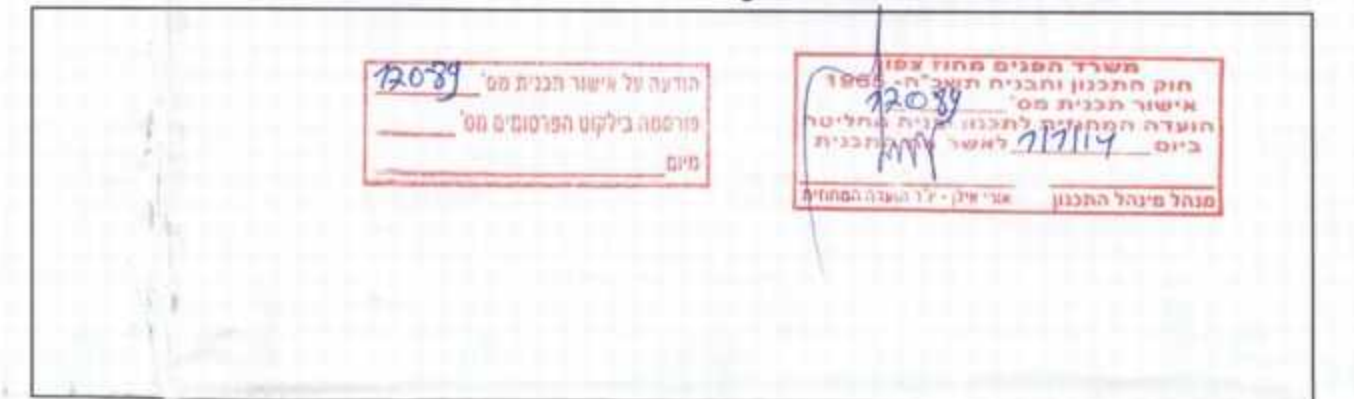 משרד הפנים מחוז צפון
חוק התכנון והבניה תשכ"ה - 1965
אישור תכנית מס' 12089
הועדה המחוזית לתכנון ובניה החליטה
ביום 7/7/14 לאשר את התכנית
מנהל מינהל התכנון
אורי אילן - יו"ר הועדה המחוזית
הודעה על אישור תכנית מס' 12089
פורסמה בילקוט הפרסומים מס'
מיום